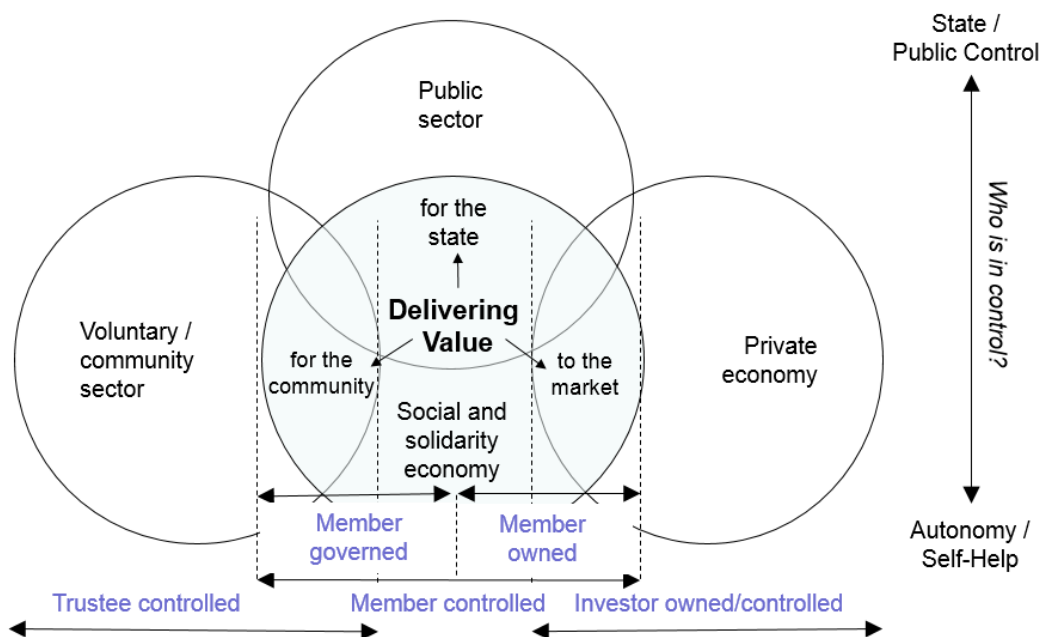 State /
Public Control
Public
sector
for the
state
Who is in control?
Delivering
Value
Voluntary /
community
sector
for the
community
to the
market
Private
economy
Social and
solidarity
economy
Member
governed
Member
owned
Autonomy /
Self-Help
Trustee controlled
Member controlled
Investor owned/controlled